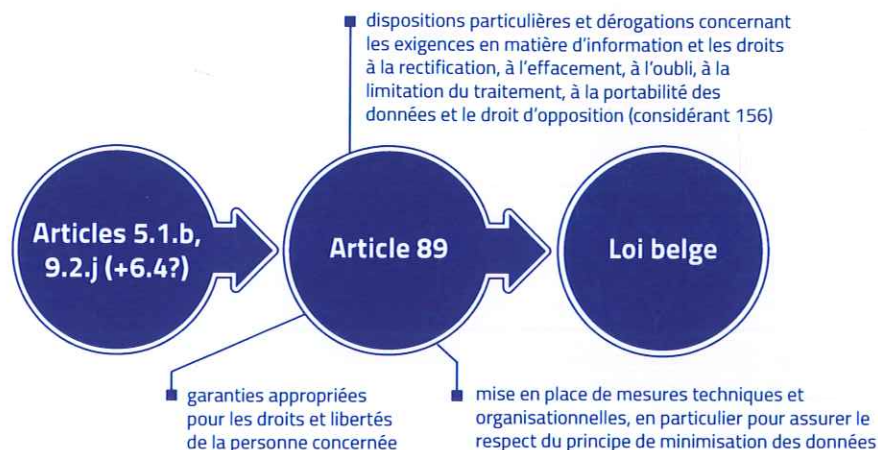 dispositions particulières et dérogations concernant
les exigences en matière d'information et les droits
à la rectification, à l'effacement, à l'oubli, à la
limitation du traitement, à la portabilité des
données et le droit d'opposition (considérant 156)
Articles 5.1.b,
9.2.j (+6.4?)
Article 89
Loi belge
garanties appropriées
pour les droits et libertés
de la personne concernée
mise en place de mesures techniques et
organisationnelles, en particulier pour assurer le
respect du principe de minimisation des données